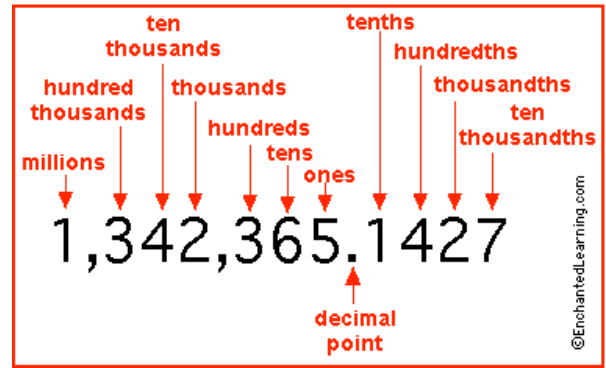 ten
thousands
tenths
hundredths
hundred
thousands
thousands
thousandths
hundreds
ten
thousandths
tens
millions
ones
1,342,365.1427
decimal
point
©EnchantedLearning.com